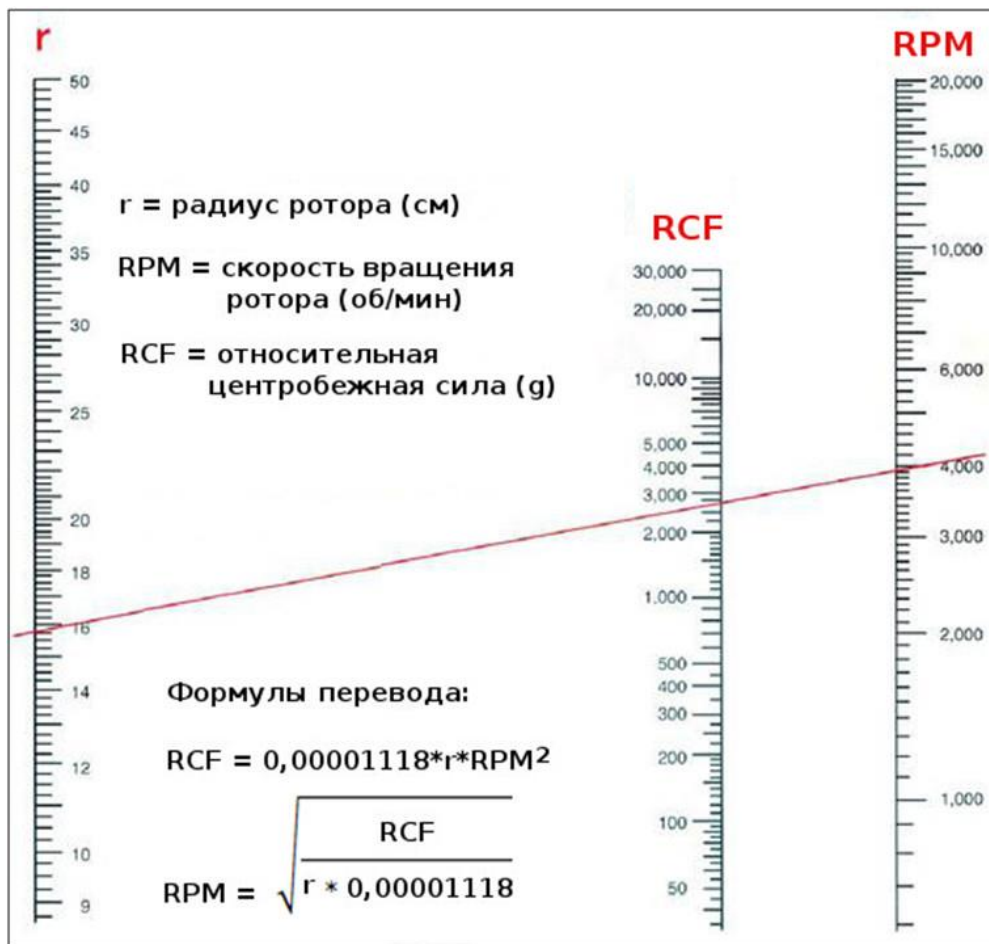 r
RPM
50
45
40
35
30
25
20
18
16
14
12
10
9
r = радиус ротора (см)
RPM = скорость вращения
ротора (об/мин)
RCF = относительная
центробежная сила (g)
RCF
30,000
20,000
10,000
5,000
4,000
3,000
2,000
1,000
500
400
300
200
100
50
20,000
15,000
10,000
6,000
4,000
3,000
2,000
1,000
Формулы перевода:
RCF = 0,00001118*r*RPM²
RPM = √ RCF
r * 0,00001118